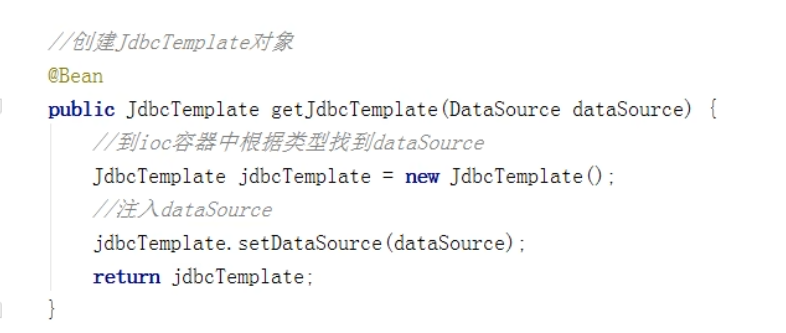 //创建JdbcTemplate对象
@Bean
public JdbcTemplate getJdbcTemplate(DataSource dataSource) {
//到ioc容器中根据类型找到dataSource
JdbcTemplate jdbcTemplate = new JdbcTemplate();
//注入dataSource
jdbcTemplate.setDataSource(dataSource);
return jdbcTemplate;
}